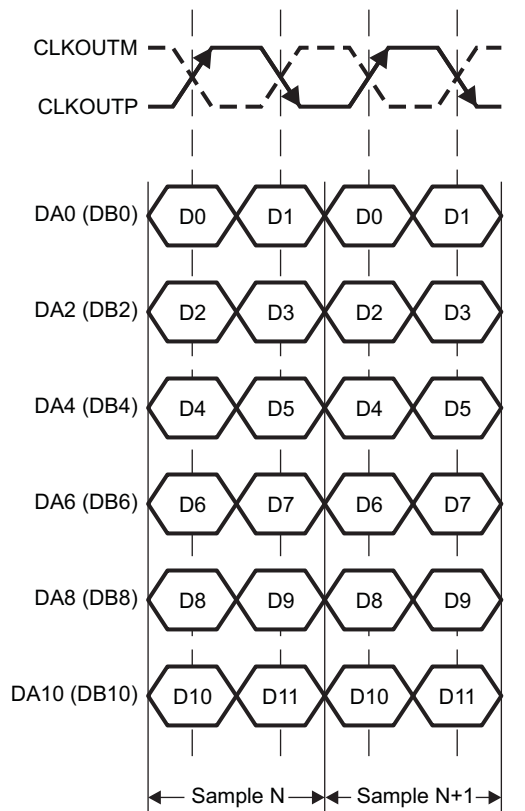 CLKOUTM
CLKOUTP
DA0 (DB0) D0 D1 D0 D1
DA2 (DB2) D2 D3 D2 D3
DA4 (DB4) D4 D5 D4 D5
DA6 (DB6) D6 D7 D6 D7
DA8 (DB8) D8 D9 D8 D9
DA10 (DB10) D10 D11 D10 D11
Sample N Sample N+1